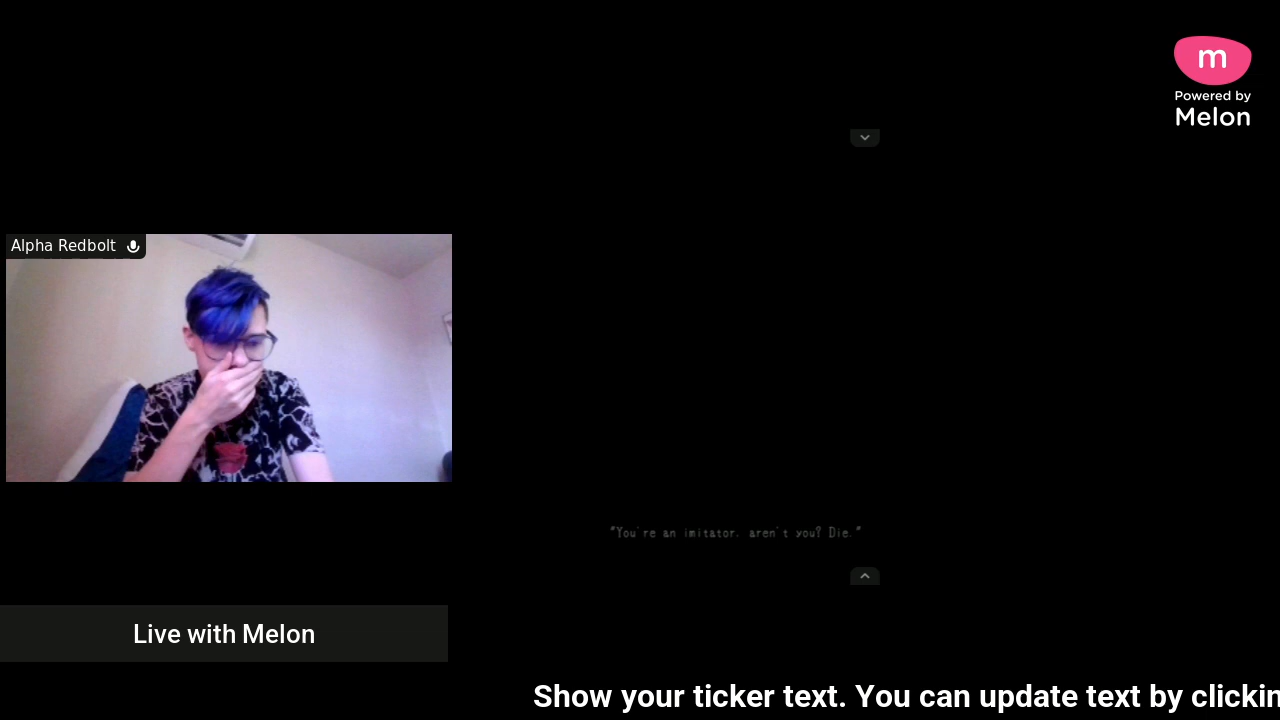 m
Powered by
Melon
Alpha Redbolt
"You're an imitator, aren't you? Die."
Live with Melon
Show your ticker text. You can update text by clickin